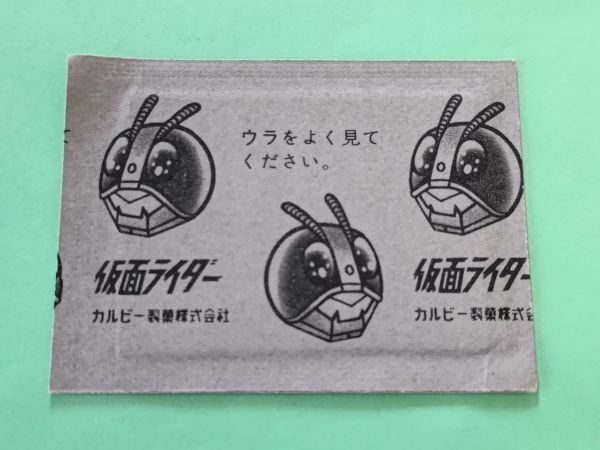 ウラをよく見て
ください。
仮面ライダー
カルビー製菓株式会社
仮面ライダー
カルビー製菓株式会